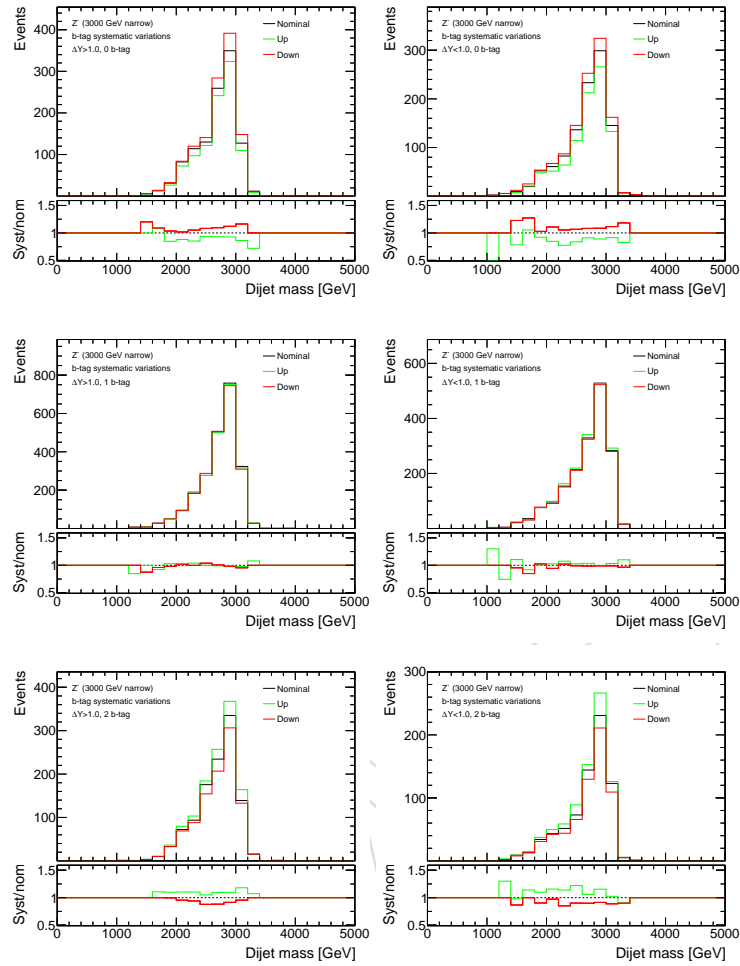 Events
400
300
200
100
Z´ (3000 GeV narrow)
b-tag systematic variations
ΔY>1.0, 0 b-tag
Nominal
Up
Down
Syst/nom
1.5
1
0.5
0 1000 2000 3000 4000 5000
Dijet mass [GeV]
Events
300
200
100
Z´ (3000 GeV narrow)
b-tag systematic variations
ΔY<1.0, 0 b-tag
Nominal
Up
Down
Syst/nom
1.5
1
0.5
0 1000 2000 3000 4000 5000
Dijet mass [GeV]
Events
800
600
400
200
Z´ (3000 GeV narrow)
b-tag systematic variations
ΔY>1.0, 1 b-tag
Nominal
Up
Down
Syst/nom
1.5
1
0.5
0 1000 2000 3000 4000 5000
Dijet mass [GeV]
Events
600
400
200
Z´ (3000 GeV narrow)
b-tag systematic variations
ΔY<1.0, 1 b-tag
Nominal
Up
Down
Syst/nom
1.5
1
0.5
0 1000 2000 3000 4000 5000
Dijet mass [GeV]
Events
400
300
200
100
Z´ (3000 GeV narrow)
b-tag systematic variations
ΔY>1.0, 2 b-tag
Nominal
Up
Down
Syst/nom
1.5
1
0.5
0 1000 2000 3000 4000 5000
Dijet mass [GeV]
Events
300
200
100
Z´ (3000 GeV narrow)
b-tag systematic variations
ΔY<1.0, 2 b-tag
Nominal
Up
Down
Syst/nom
1.5
1
0.5
0 1000 2000 3000 4000 5000
Dijet mass [GeV]